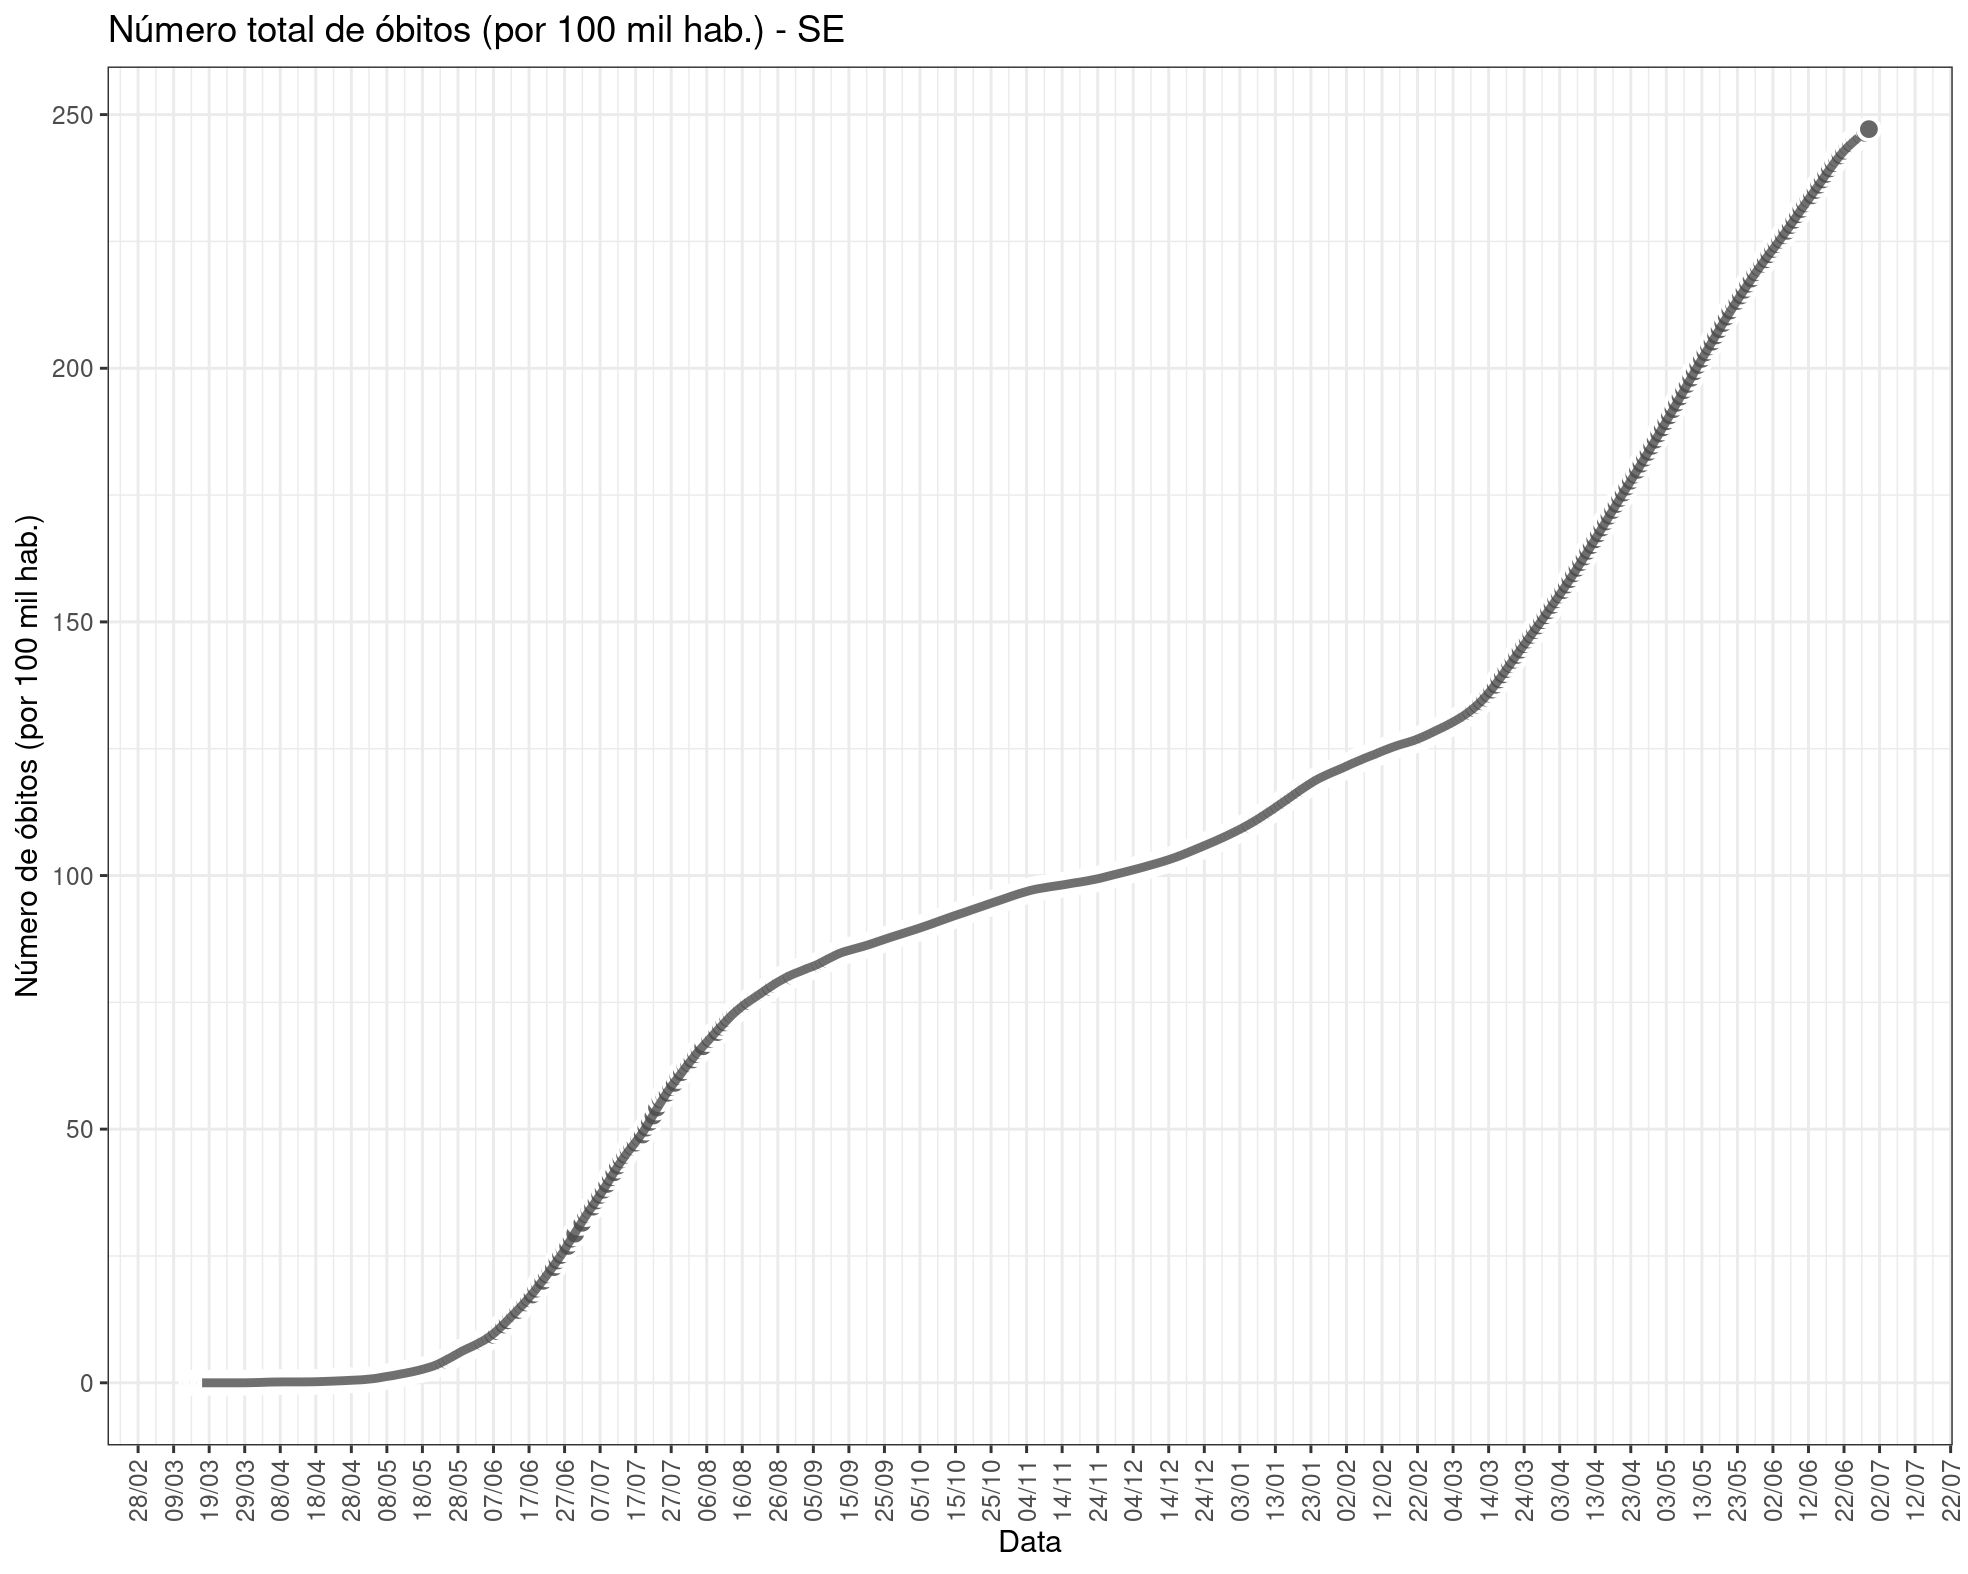 Número total de óbitos (por 100 mil hab.) - SE
Número de óbitos (por 100 mil hab.)
250
200
150
100
50
0
28/02 09/03 19/03 29/03 08/04 18/04 28/04 08/05 18/05 28/05 07/06 17/06 27/06 07/07 17/07 27/07 06/08 16/08 26/08 05/09 15/09 25/09 05/10 15/10 25/10 04/11 14/11 24/11 04/12 14/12 24/12 03/01 13/01 23/01 02/02 12/02 22/02 04/03 14/03 24/03 03/04 13/04 23/04 03/05 13/05 23/05 02/06 12/06 22/06 02/07 12/07 22/07
Data